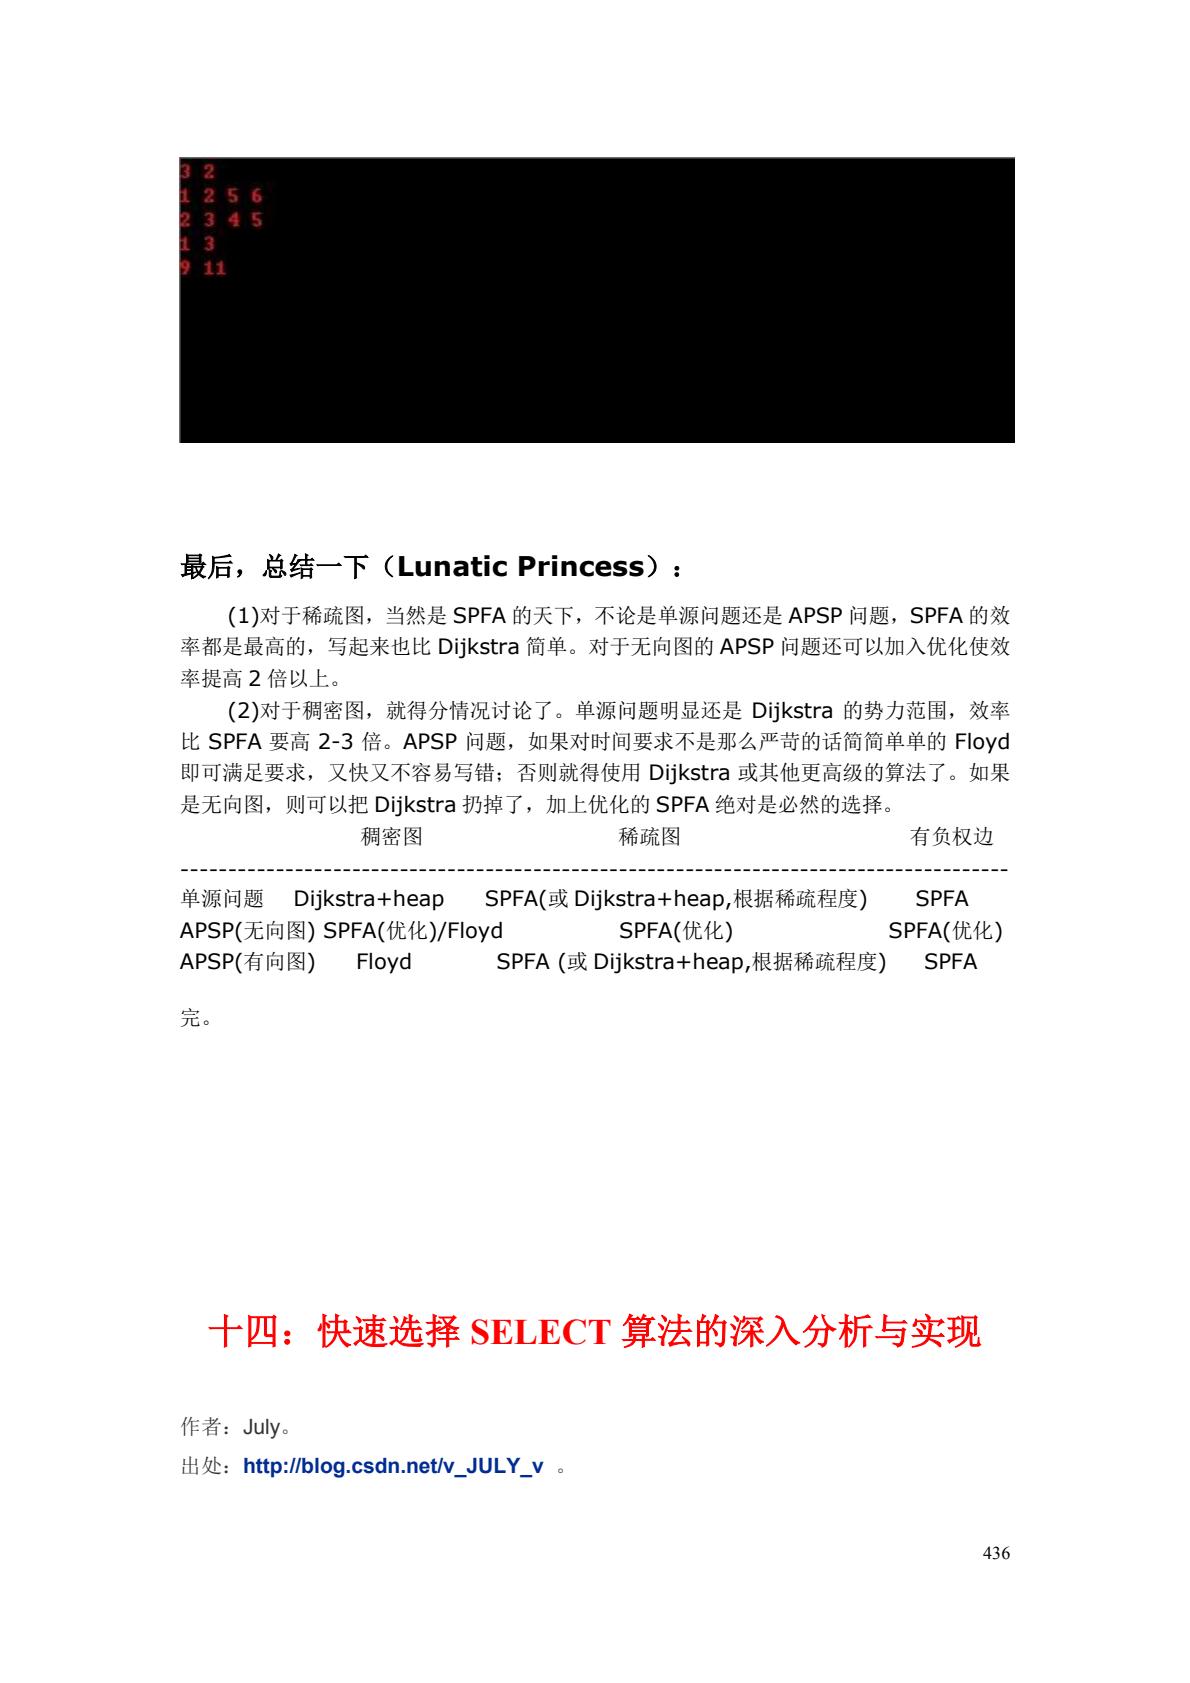 3 2
1 2 5 6
2 3 4 5
1 3
9 11
最后，总结一下（Lunatic Princess）：
(1)对于稀疏图，当然是 SPFA 的天下，不论是单源问题还是 APSP 问题，SPFA 的效
率都是最高的，写起来也比 Dijkstra 简单。对于无向图的 APSP 问题还可以加入优化使效
率提高 2 倍以上。
(2)对于稠密图，就得分情况讨论了。单源问题明显还是 Dijkstra 的势力范围，效率
比 SPFA 要高 2-3 倍。APSP 问题，如果对时间要求不是那么严苛的话简简单单的 Floyd
即可满足要求，又快又不容易写错；否则就得使用 Dijkstra 或其他更高级的算法了。如果
是无向图，则可以把 Dijkstra 扔掉了，加上优化的 SPFA 绝对是必然的选择。
稠密图 稀疏图 有负权边
---------------------------------------------------------------------------------------
单源问题 Dijkstra+heap SPFA(或 Dijkstra+heap,根据稀疏程度) SPFA
APSP(无向图) SPFA(优化)/Floyd SPFA(优化) SPFA(优化)
APSP(有向图) Floyd SPFA (或 Dijkstra+heap,根据稀疏程度) SPFA
完。
十四：快速选择 SELECT 算法的深入分析与实现
作者：July。
出处：http://blog.csdn.net/v_JULY_v 。
436